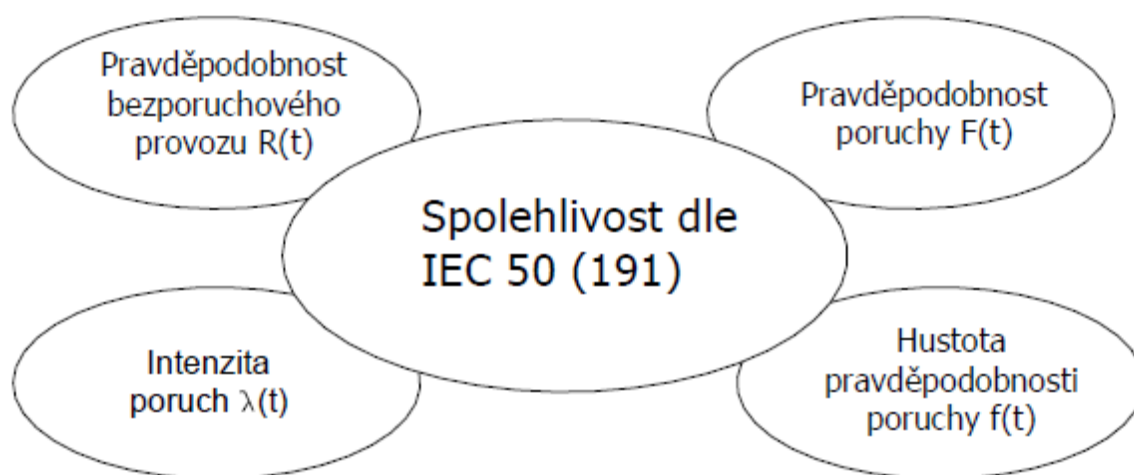 Pravděpodobnost
bezporuchového
provozu R(t)
Pravděpodobnost
poruchy F(t)
Spolehlivost dle
IEC 50 (191)
Intenzita
poruch λ(t)
Hustota
pravděpodobnosti
poruchy f(t)